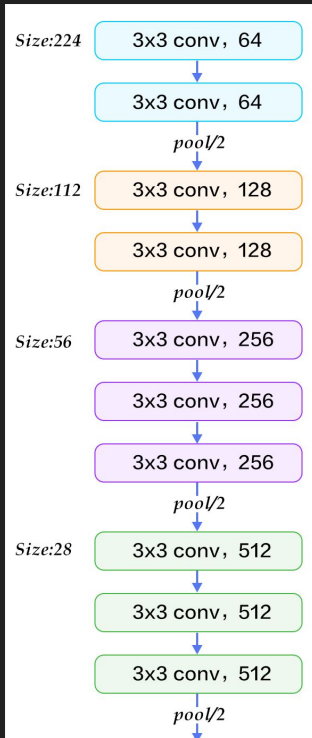 Size:224 3x3 conv, 64
3x3 conv, 64
pool/2
Size:112 3x3 conv, 128
3x3 conv, 128
pool/2
Size:56 3x3 conv, 256
3x3 conv, 256
3x3 conv, 256
pool/2
Size:28 3x3 conv, 512
3x3 conv, 512
3x3 conv, 512
pool/2